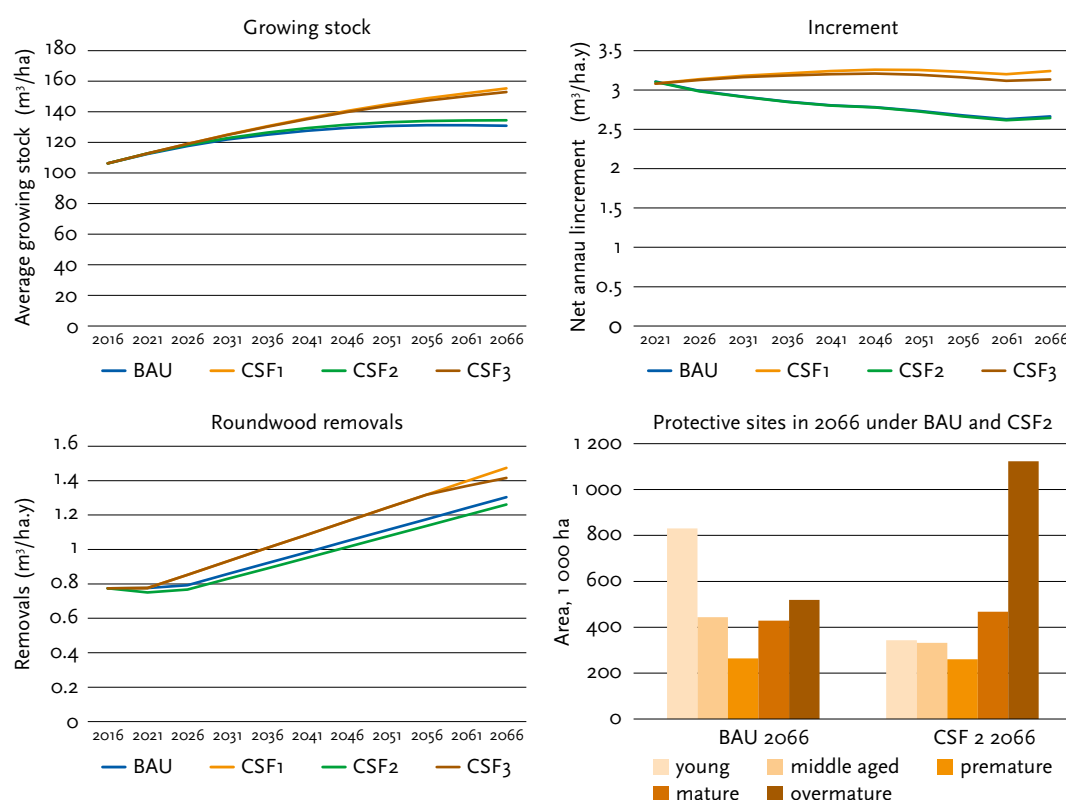 Growing stock
Average growing stock (m³/ha)
180
160
140
120
100
80
60
40
20
0
2016 2021 2026 2031 2036 2041 2046 2051 2056 2061 2066
BAU CSF1 CSF2 CSF3
Increment
Net annau lincrement (m³/ha.y)
3.5
3
2.5
2
1.5
1
0.5
0
2021 2026 2031 2036 2041 2046 2051 2056 2061 2066
BAU CSF1 CSF2 CSF3
Roundwood removals
Removals (m³/ha.y)
1.6
1.4
1.2
1
0.8
0.6
0.4
0.2
0
2016 2021 2026 2031 2036 2041 2046 2051 2056 2061 2066
BAU CSF1 CSF2 CSF3
Protective sites in 2066 under BAU and CSF2
Area, 1 000 ha
1 200
1 000
800
600
400
200
0
BAU 2066 CSF 2 2066
young middle aged premature
mature overmature